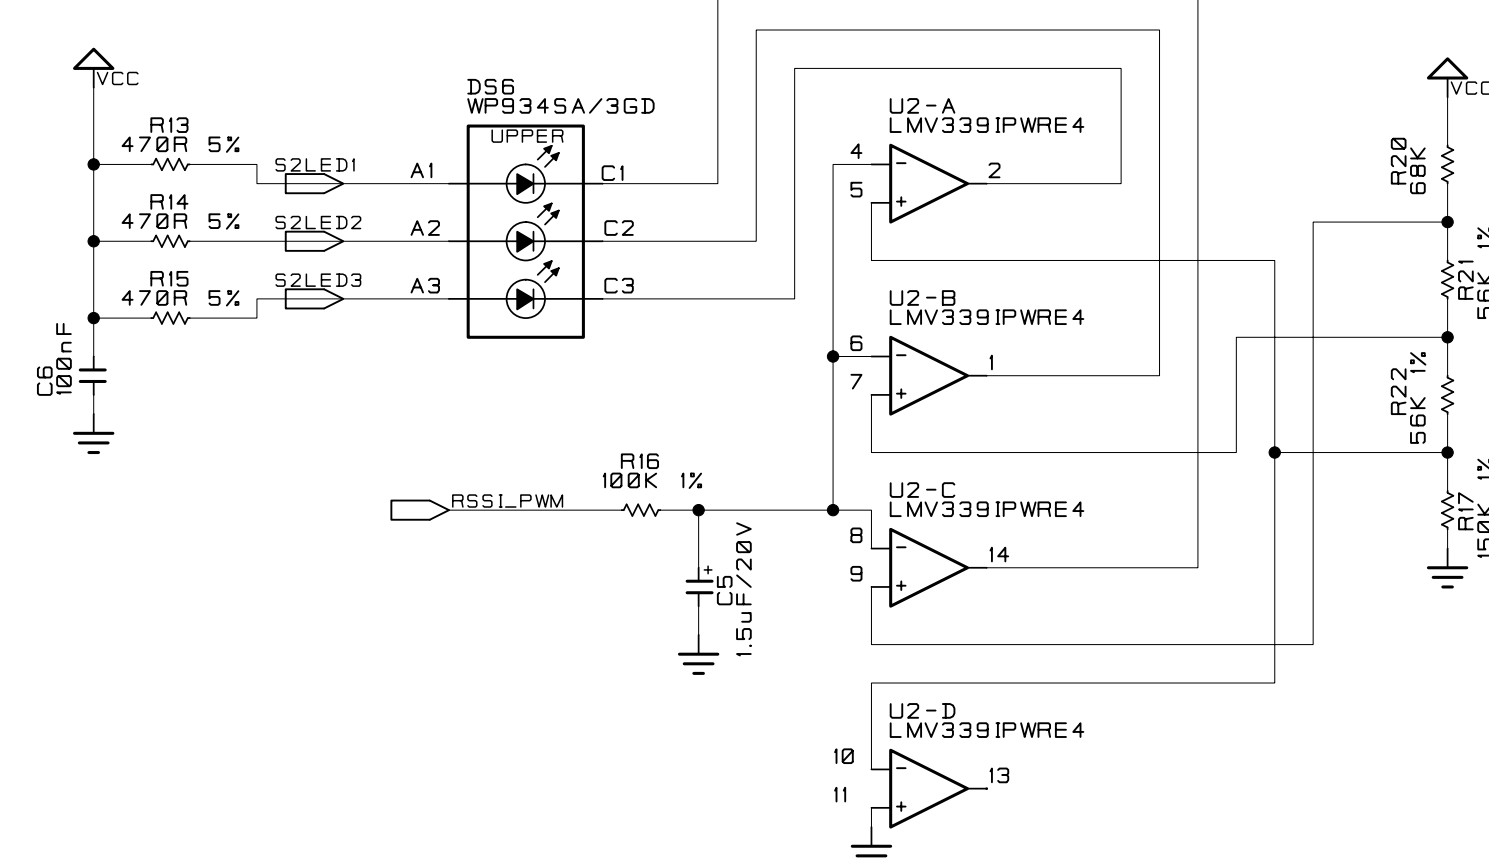 VCC
R13
470R 5%
R14
470R 5%
R15
470R 5%
C6
100nF
S2LED1
S2LED2
S2LED3
A1
A2
A3
DS6
WP934SA/3GD
UPPER
C1
C2
C3
RSSI_PWM
R16
100K 1%
+
C5
1.5uF/20V
U2-A
LMV339IPWRE4
4
-
5
+
2
U2-B
LMV339IPWRE4
6
-
7
+
1
U2-C
LMV339IPWRE4
8
-
9
+
14
U2-D
LMV339IPWRE4
10
-
11
+
13
VCC
R20
68K
R21
56K 1%
R22
56K 1%
R17
150K 1%